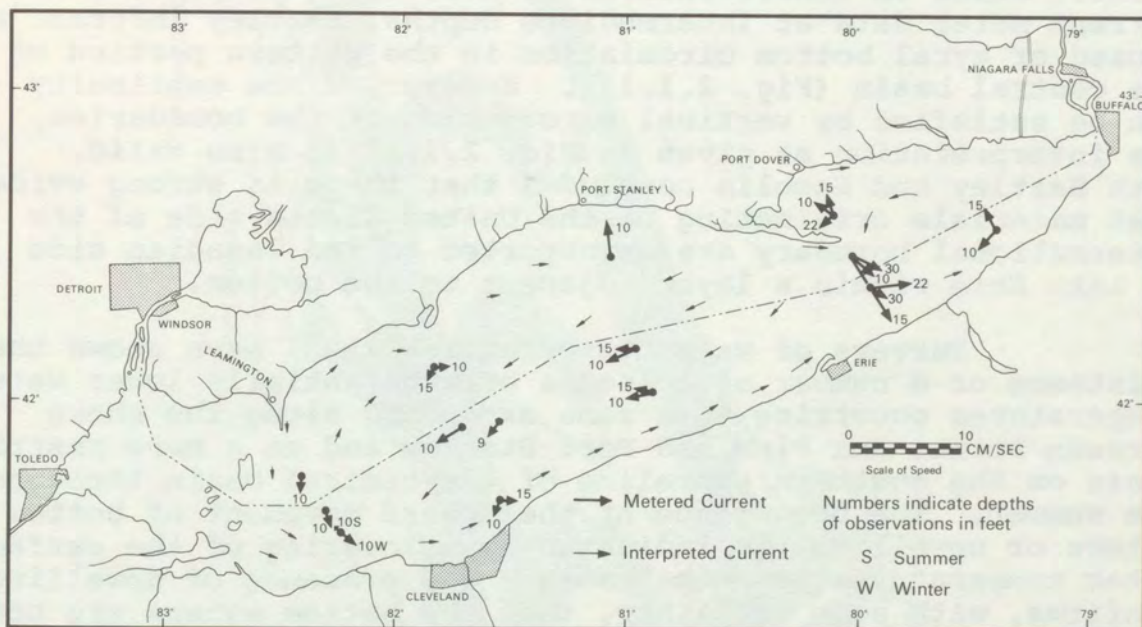 83°
82°
81°
80°
79°
43°
43°
NIAGARA FALLS
BUFFALO
PORT DOVER
PORT STANLEY
15
10
22
15
10
10
30
10
22
30
15
DETROIT
WINDSOR
LEAMINGTON
15
10
15
10
ERIE
42°
42°
15
10
10
9
TOLEDO
10
15
10
10
10S
10W
CLEVELAND
0 10
CM/SEC
Scale of Speed
Metered Current
Interpreted Current
Numbers indicate depths
of observations in feet
S Summer
W Winter
83°
82°
81°
80°
79°